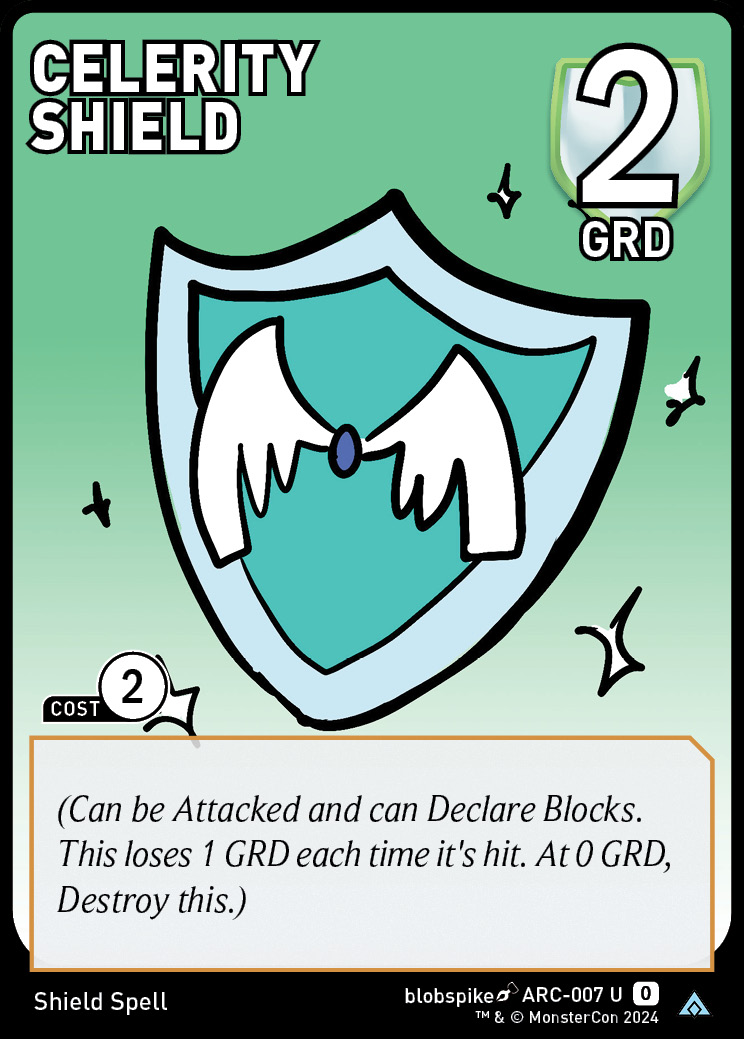 CELERITY
SHIELD
2
GRD
COST 2
(Can be Attacked and can Declare Blocks.
This loses 1 GRD each time it's hit. At 0 GRD,
Destroy this.)
Shield Spell
blobspike ARC-007 U 0
™ & © MonsterCon 2024